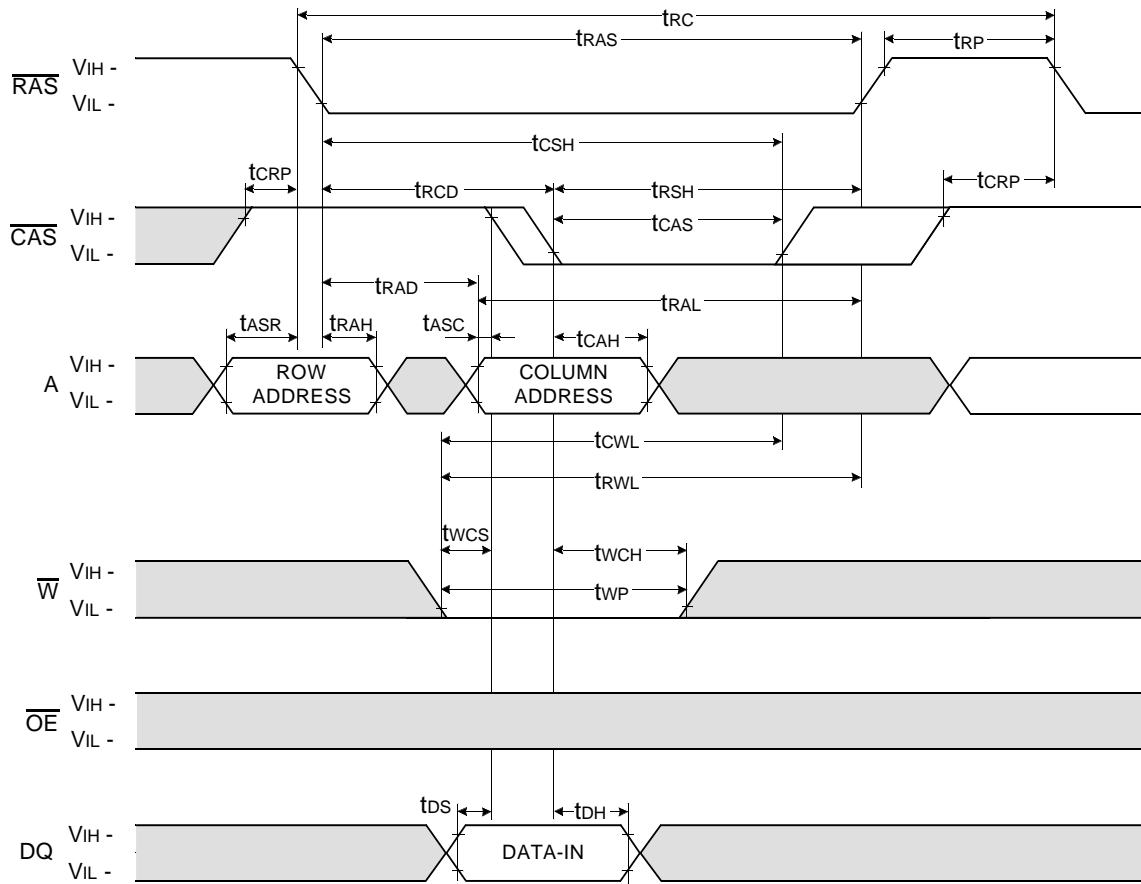 tRC
tRAS
tRP
RAS
VIH -
VIL -
tCSH
tCRP
tRCD
tRSH
tCRP
CAS
VIH -
VIL -
tCAS
tRAD
tRAL
tASR
tRAH
tASC
tCAH
A
VIH -
VIL -
ROW
ADDRESS
COLUMN
ADDRESS
tCWL
tRWL
tWCS
tWCH
W
VIH -
VIL -
tWP
OE
VIH -
VIL -
tDS
tDH
DQ
VIH -
VIL -
DATA-IN